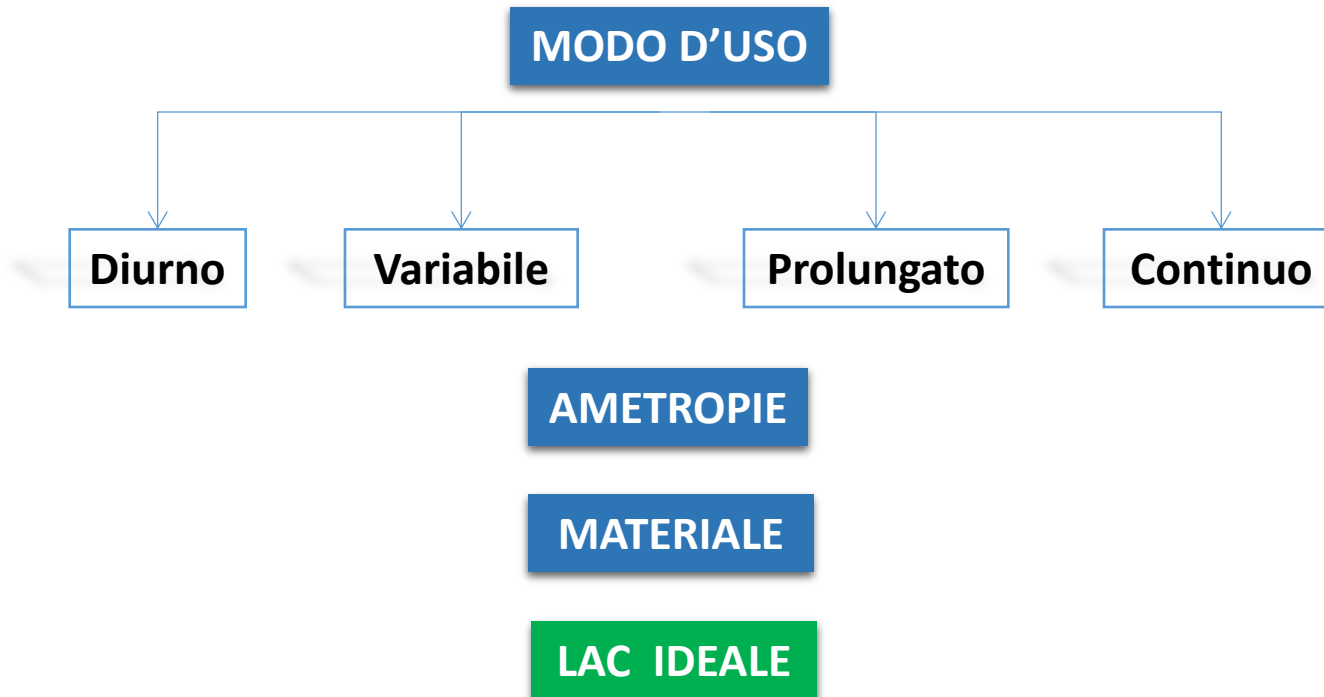 MODO D’USO
Diurno
Variabile
Prolungato
Continuo
AMETROPIE
MATERIALE
LAC IDEALE